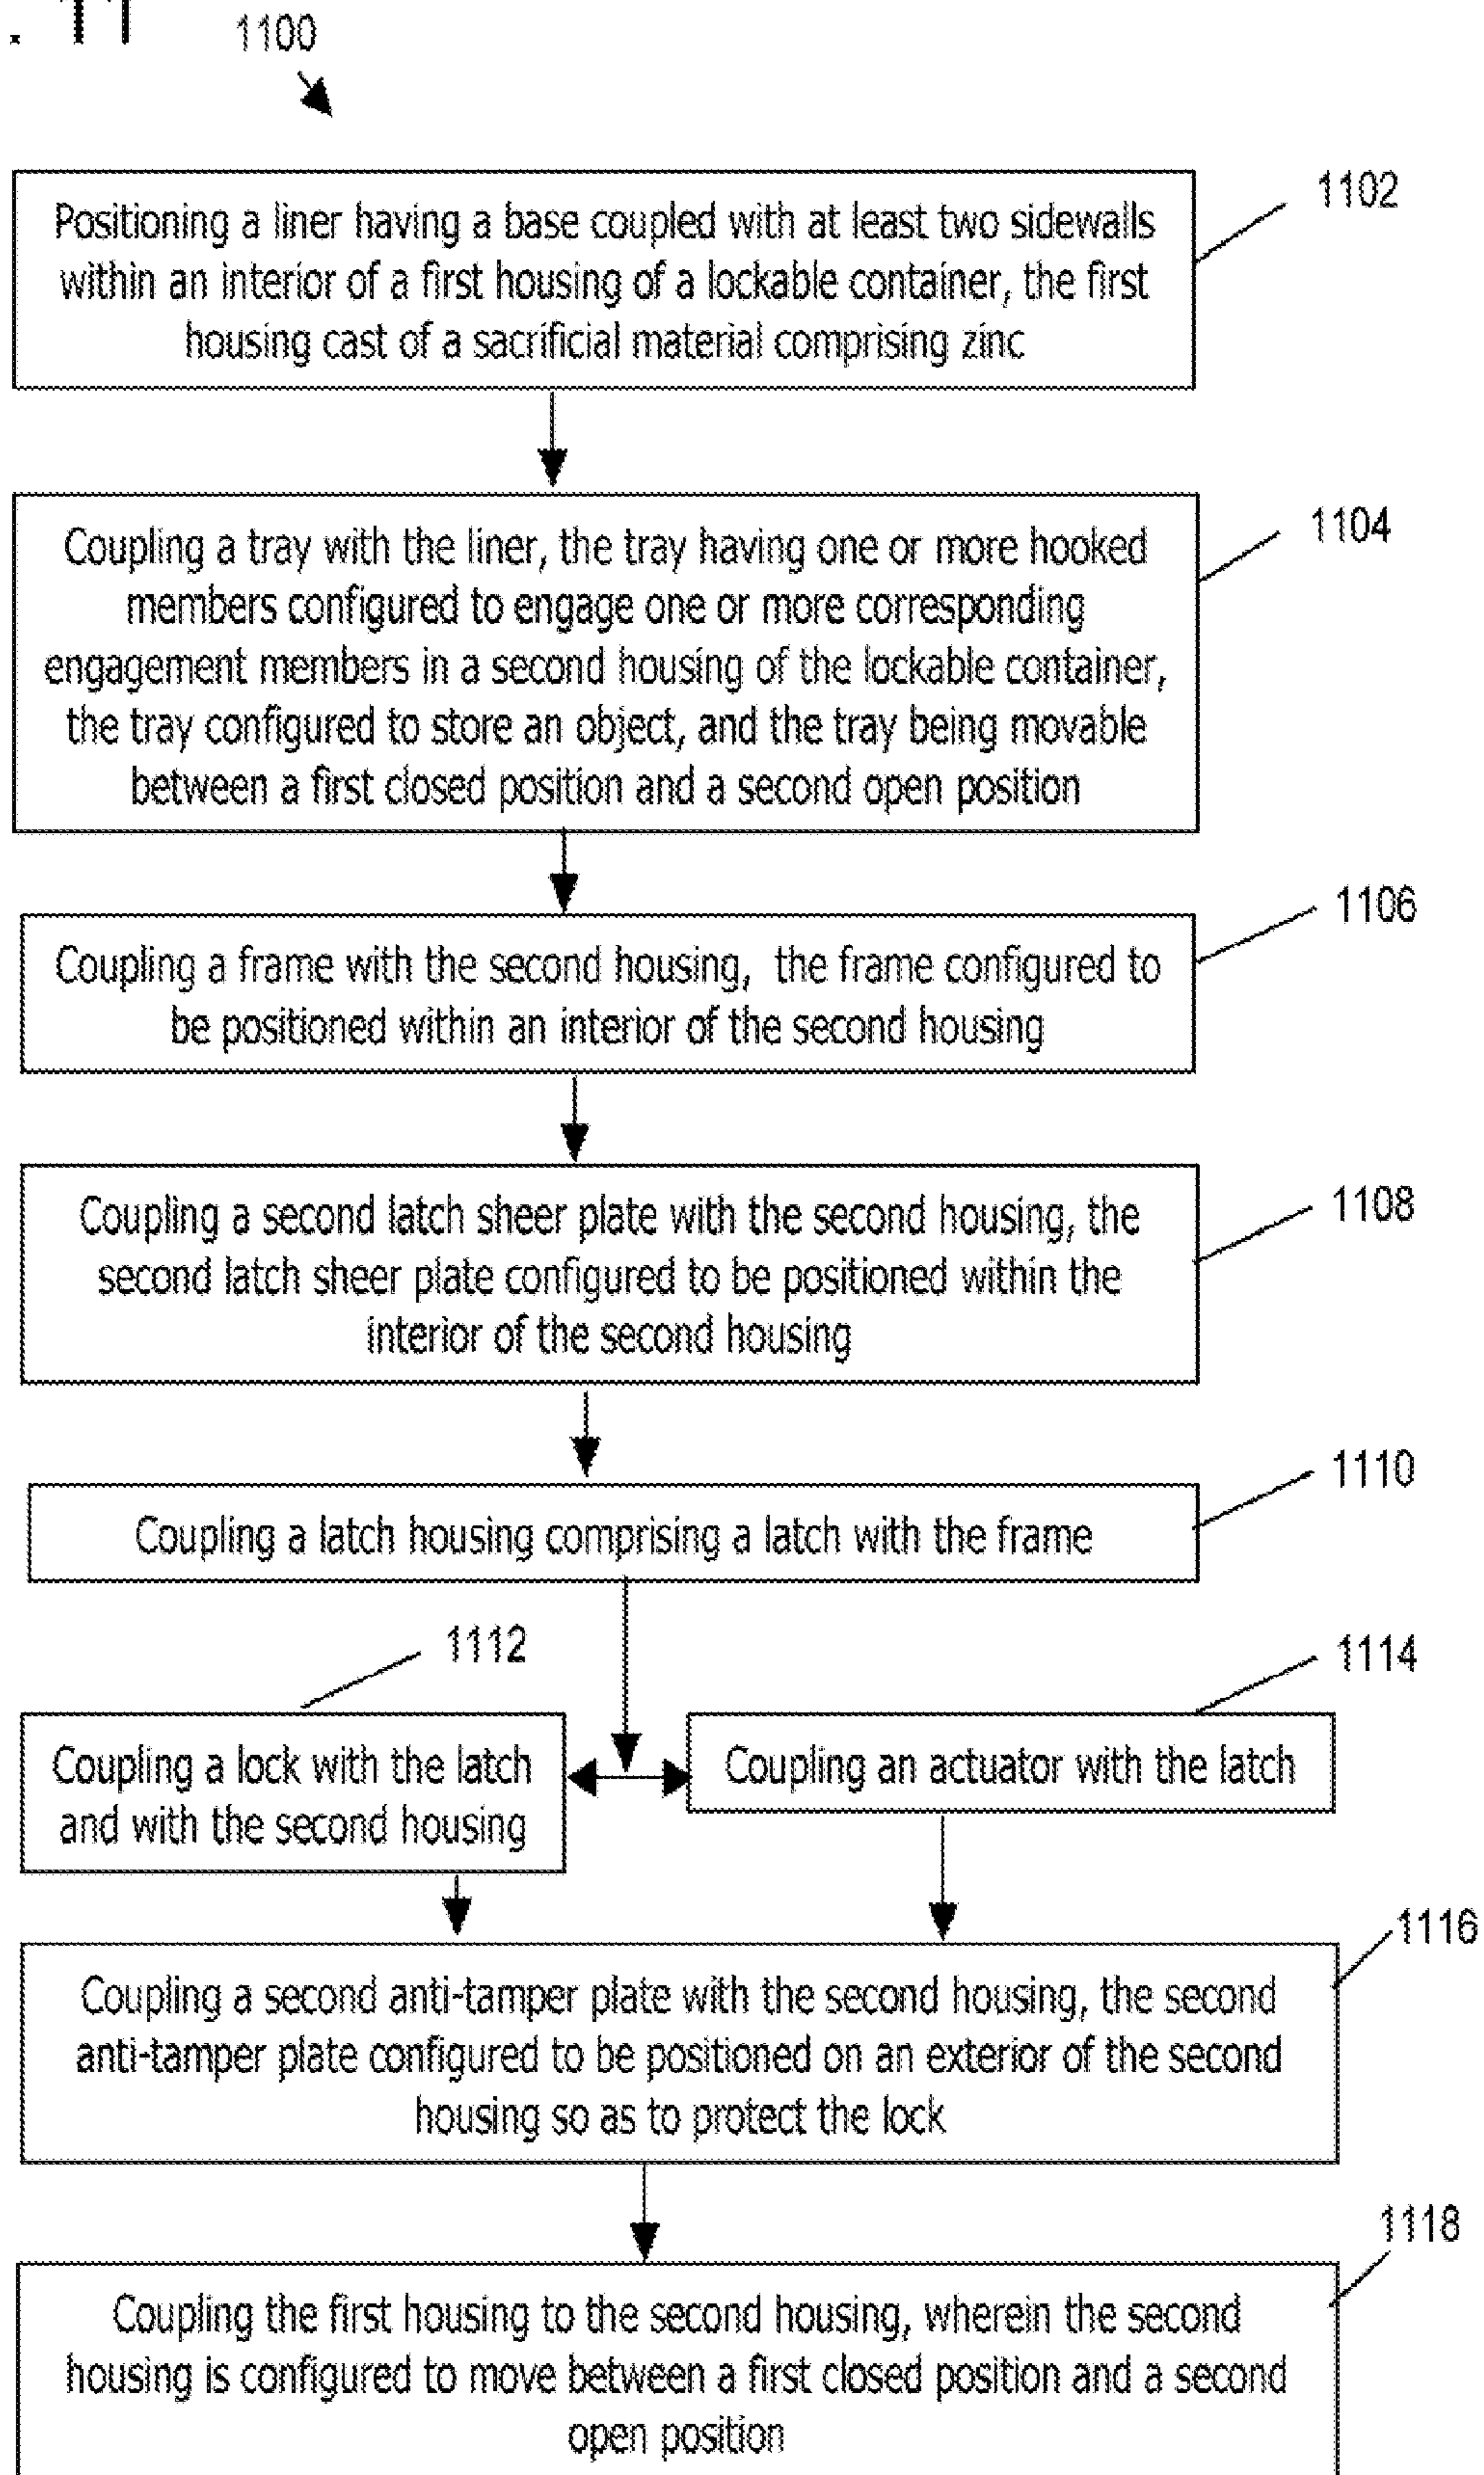 . 11
1100
1102
Positioning a liner having a base coupled with at least two sidewalls
within an interior of a first housing of a lockable container, the first
housing cast of a sacrificial material comprising zinc
1104
Coupling a tray with the liner, the tray having one or more hooked
members configured to engage one or more corresponding
engagement members in a second housing of the lockable container,
the tray configured to store an object, and the tray being movable
between a first closed position and a second open position
1106
Coupling a frame with the second housing, the frame configured to
be positioned within an interior of the second housing
1108
Coupling a second latch sheer plate with the second housing, the
second latch sheer plate configured to be positioned within the
interior of the second housing
1110
Coupling a latch housing comprising a latch with the frame
1112
Coupling a lock with the latch
and with the second housing
1114
Coupling an actuator with the latch
1116
Coupling a second anti-tamper plate with the second housing, the second
anti-tamper plate configured to be positioned on an exterior of the second
housing so as to protect the lock
1118
Coupling the first housing to the second housing, wherein the second
housing is configured to move between a first closed position and a second
open position